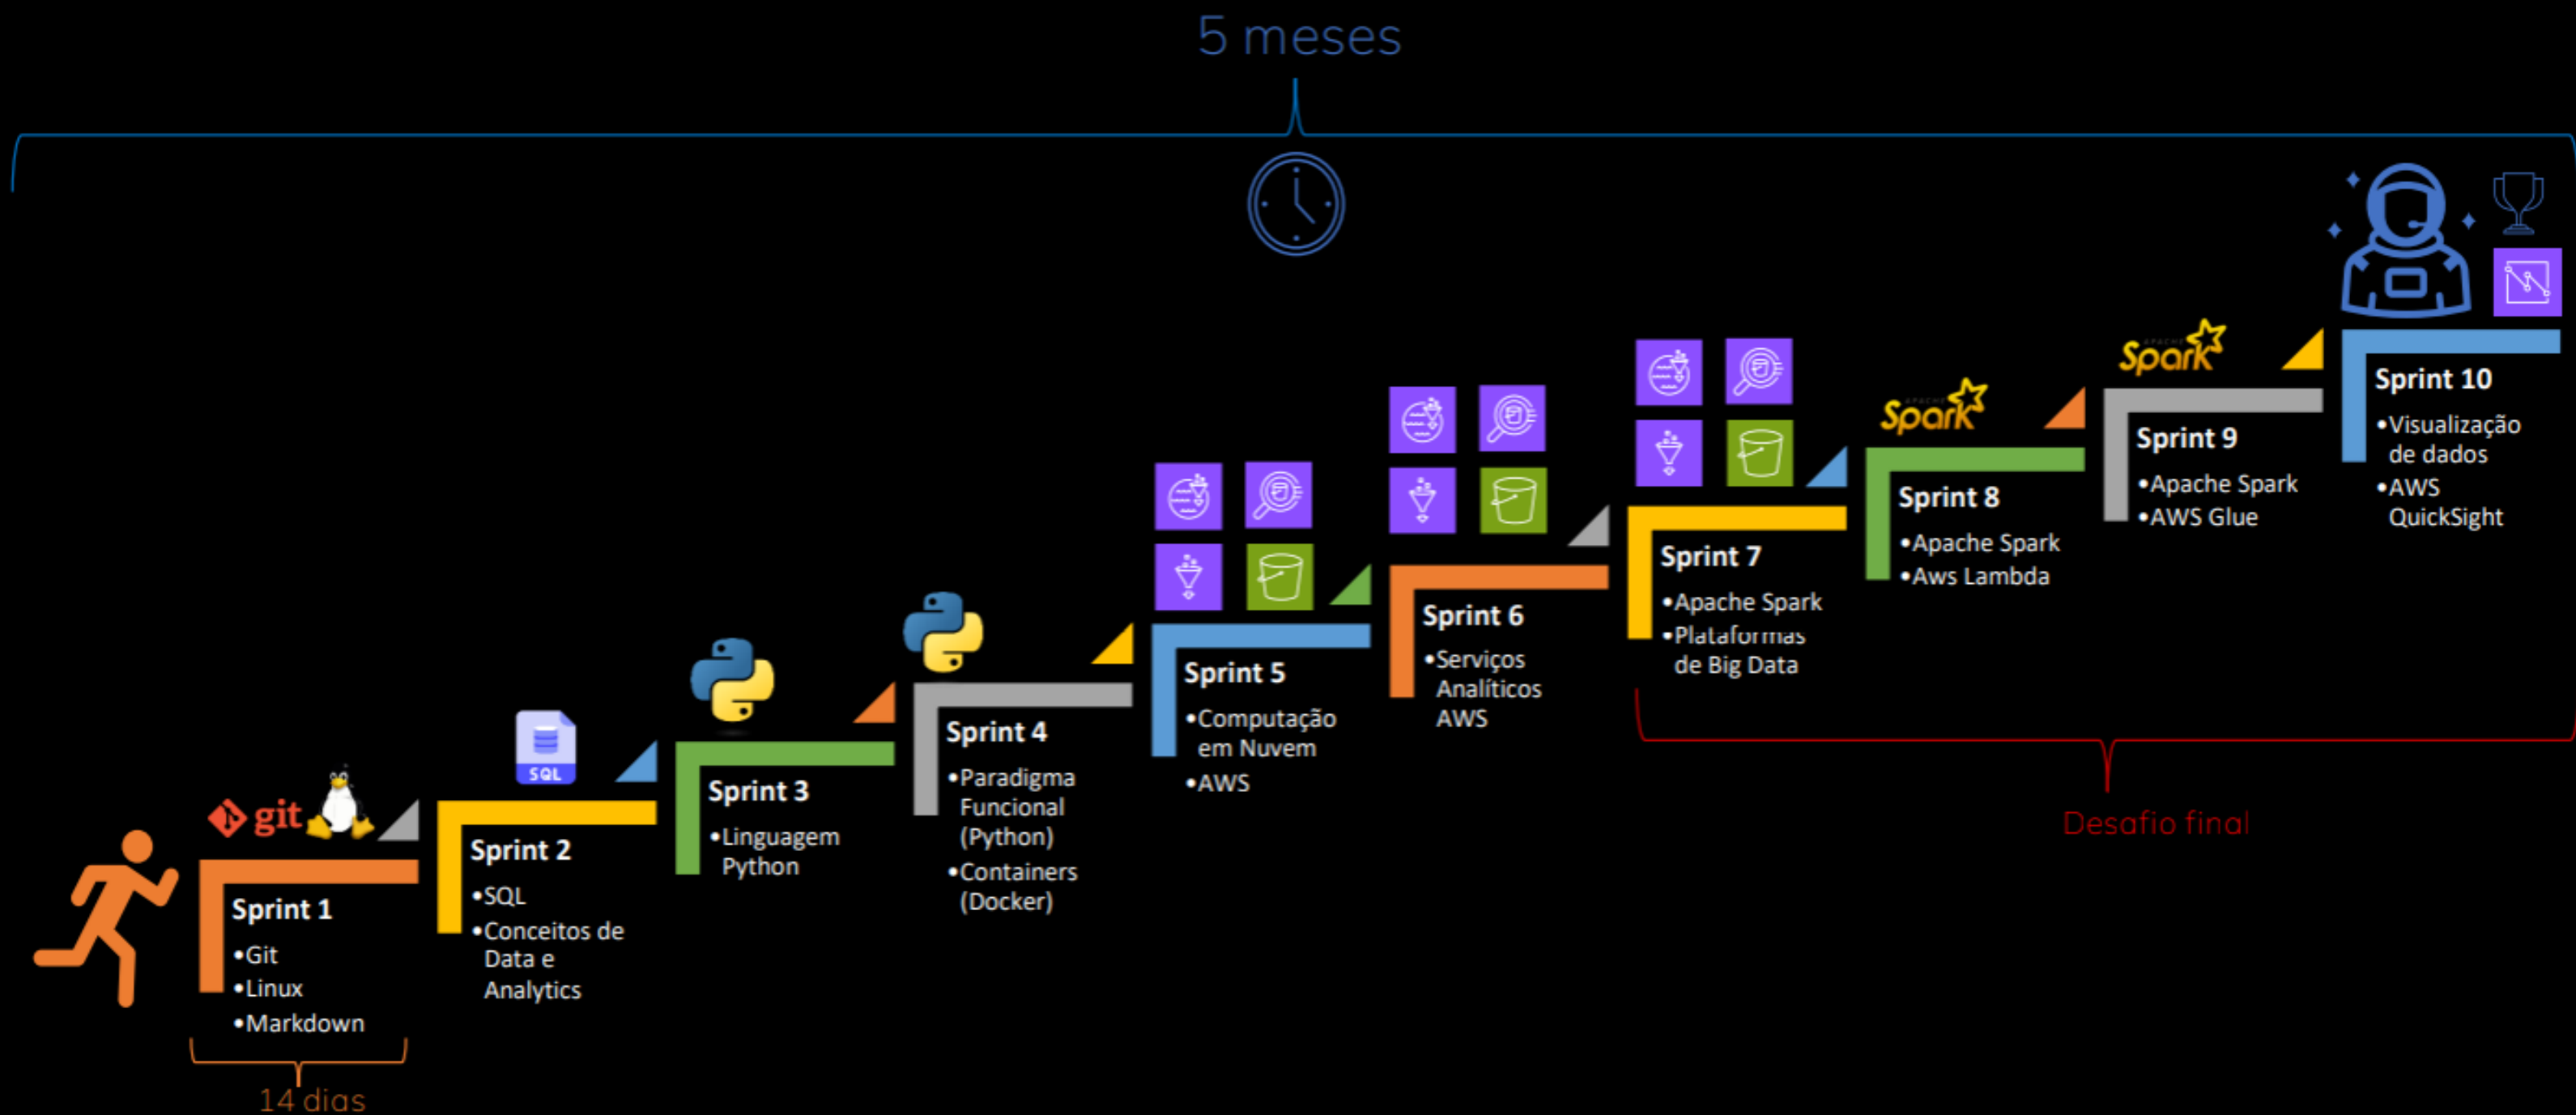 5 meses
git
Sprint 1
•Git
•Linux
•Markdown
14 dias
SQL
Sprint 2
•SQL
•Conceitos de
Data e
Analytics
Sprint 3
•Linguagem
Python
Sprint 4
•Paradigma
Funcional
(Python)
•Containers
(Docker)
Sprint 5
•Computação
em Nuvem
•AWS
Sprint 6
•Serviços
Analíticos
AWS
Sprint 7
•Apache Spark
•Plataformas
de Big Data
APACHE
Spark
Sprint 8
•Apache Spark
•Aws Lambda
APACHE
Spark
Sprint 9
•Apache Spark
•AWS Glue
Sprint 10
•Visualização
de dados
•AWS
QuickSight
Desafio final